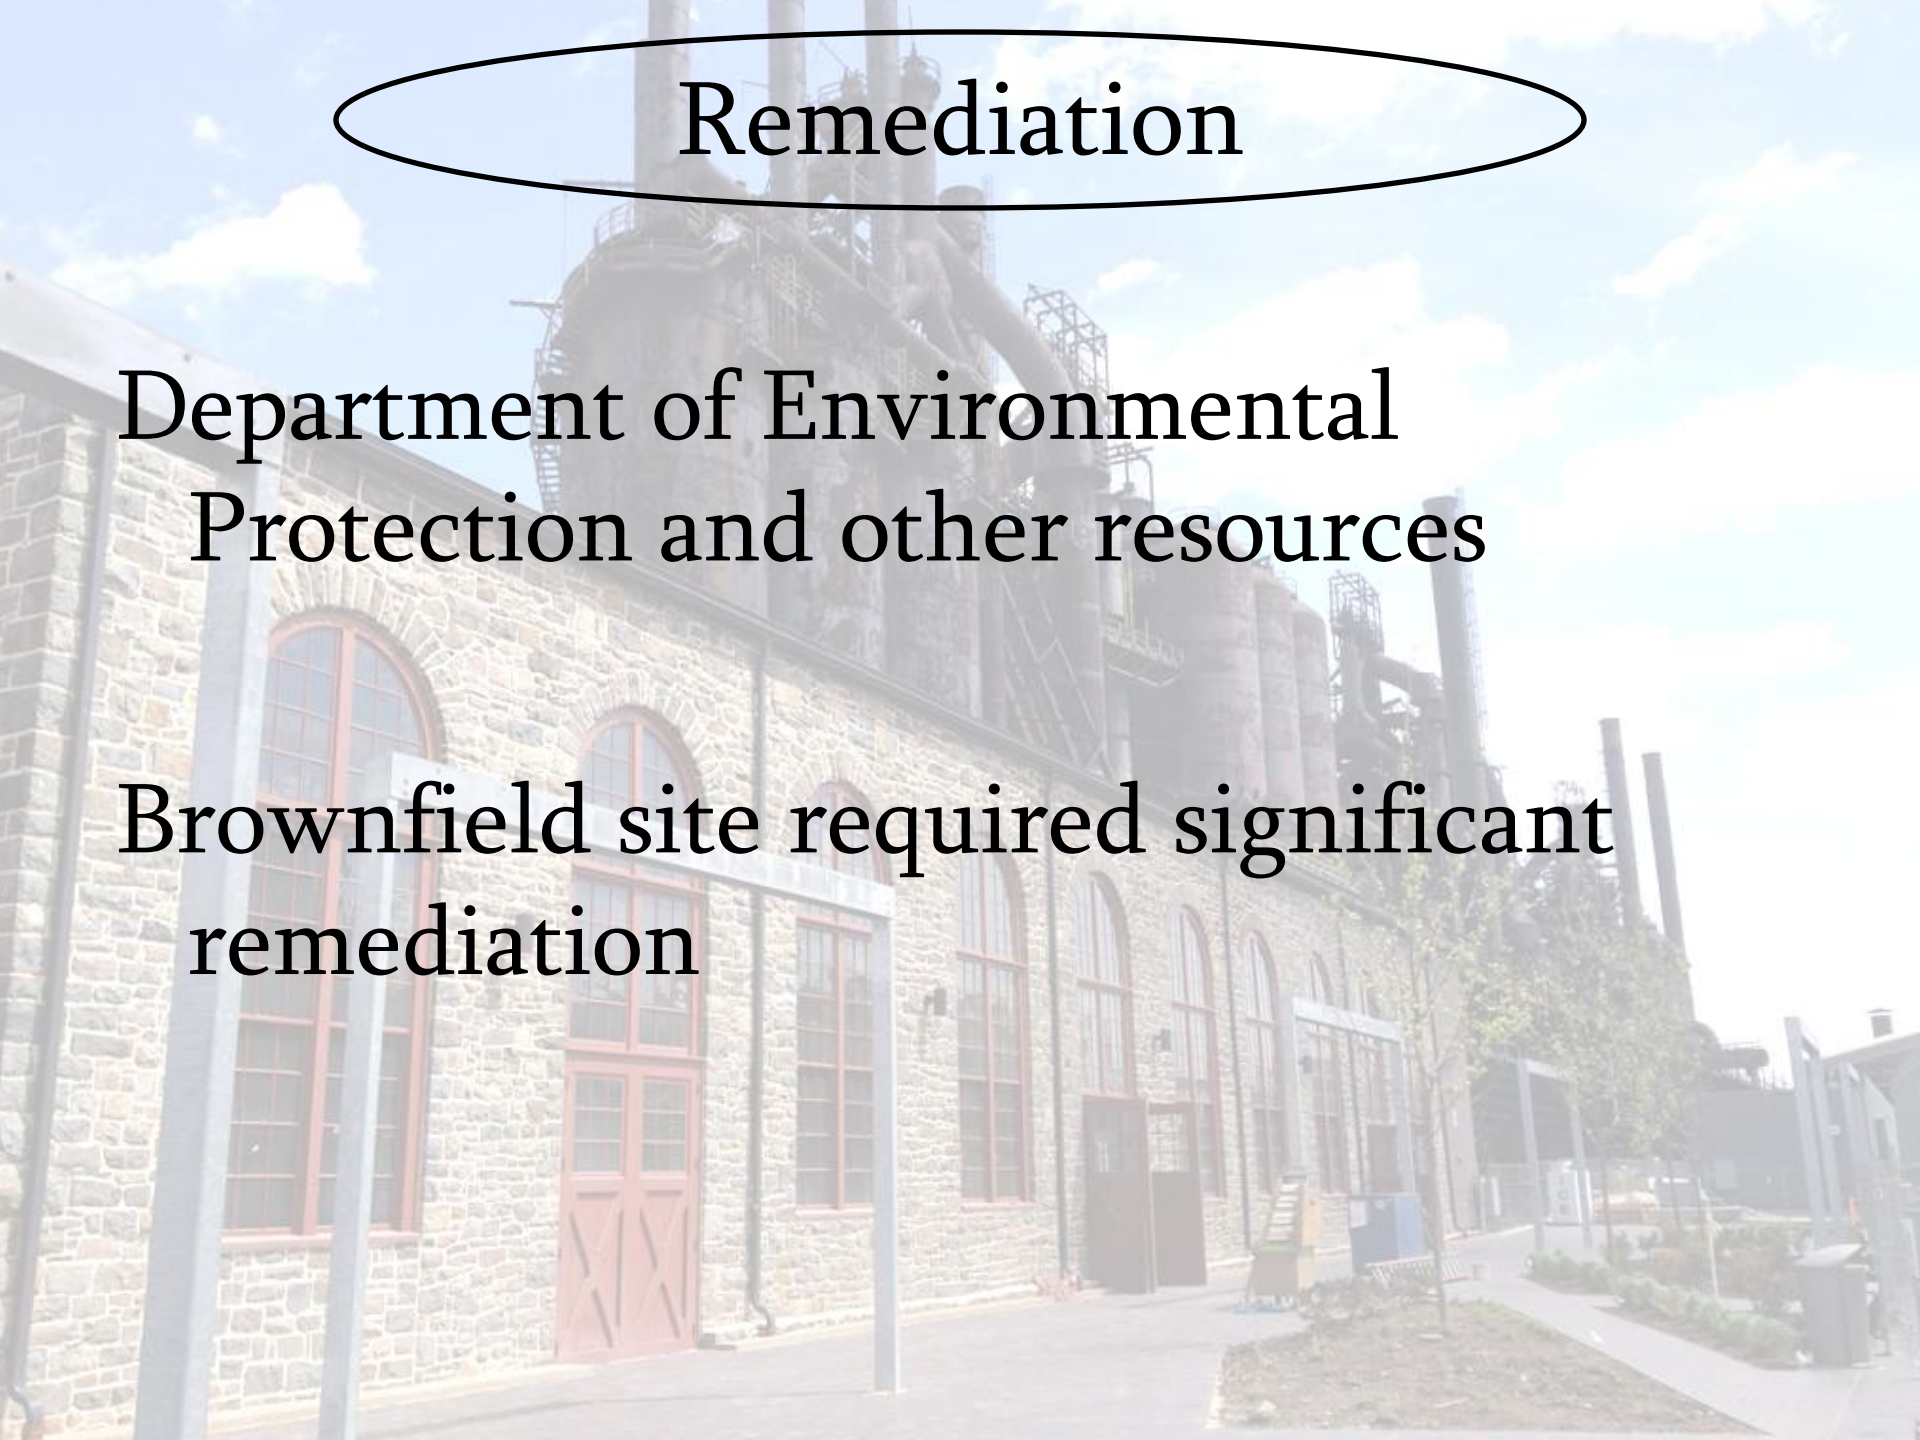 Remediation
Department of Environmental
Protection and other resources
Brownfield site required significant
remediation